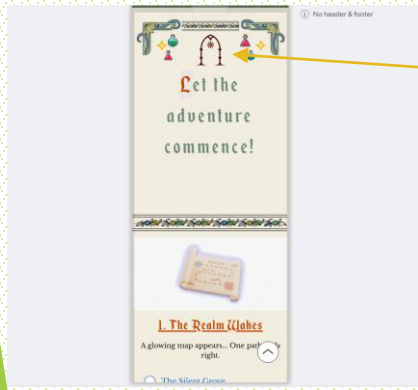 No header & footer
Let the
adventure
commence!
1. The Realm Wakes
A glowing map appears... One
right.
The Silent Grove